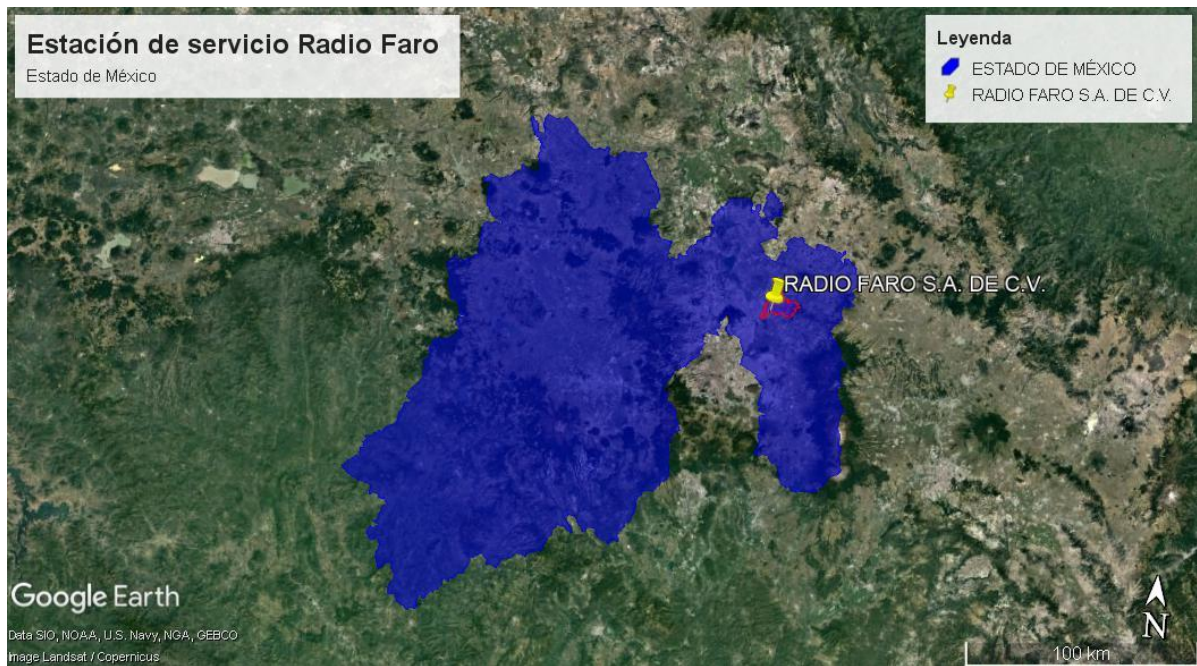 Estación de servicio Radio Faro
Estado de México
Leyenda
ESTADO DE MÉXICO
RADIO FARO S.A. DE C.V.
RADIO FARO S.A. DE C.V.
Google Earth
Data SIO, NOAA, U.S. Navy, NGA, GEBCO
Image Landsat / Copernicus
N
100 km